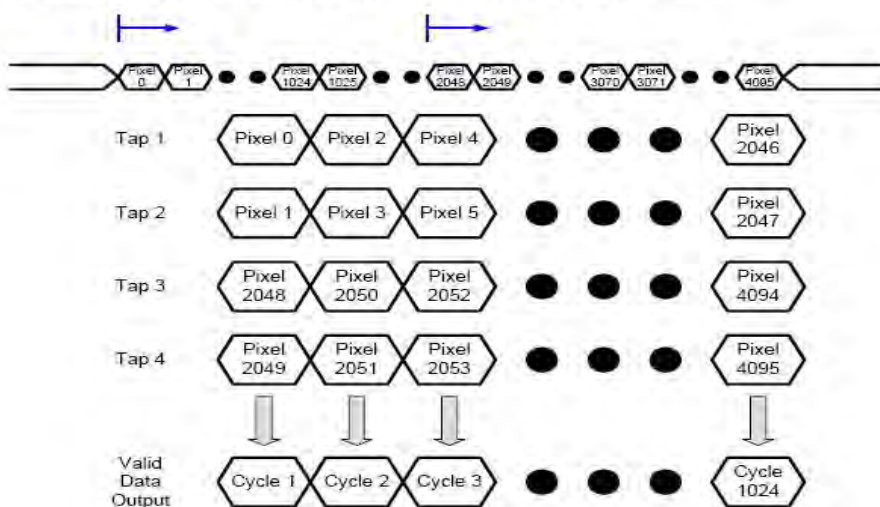 Pixel 0
Pixel 1
Pixel 1024
Pixel 1025
Pixel 2048
Pixel 2049
Pixel 3070
Pixel 3071
Pixel 4095
Tap 1
Pixel 0
Pixel 2
Pixel 4
Pixel
2046
Tap 2
Pixel 1
Pixel 3
Pixel 5
Pixel
2047
Tap 3
Pixel
2048
Pixel
2050
Pixel
2052
Pixel
4094
Tap 4
Pixel
2049
Pixel
2051
Pixel
2053
Pixel
4095
Valid
Data
Output
Cycle 1
Cycle 2
Cycle 3
Cycle
1024